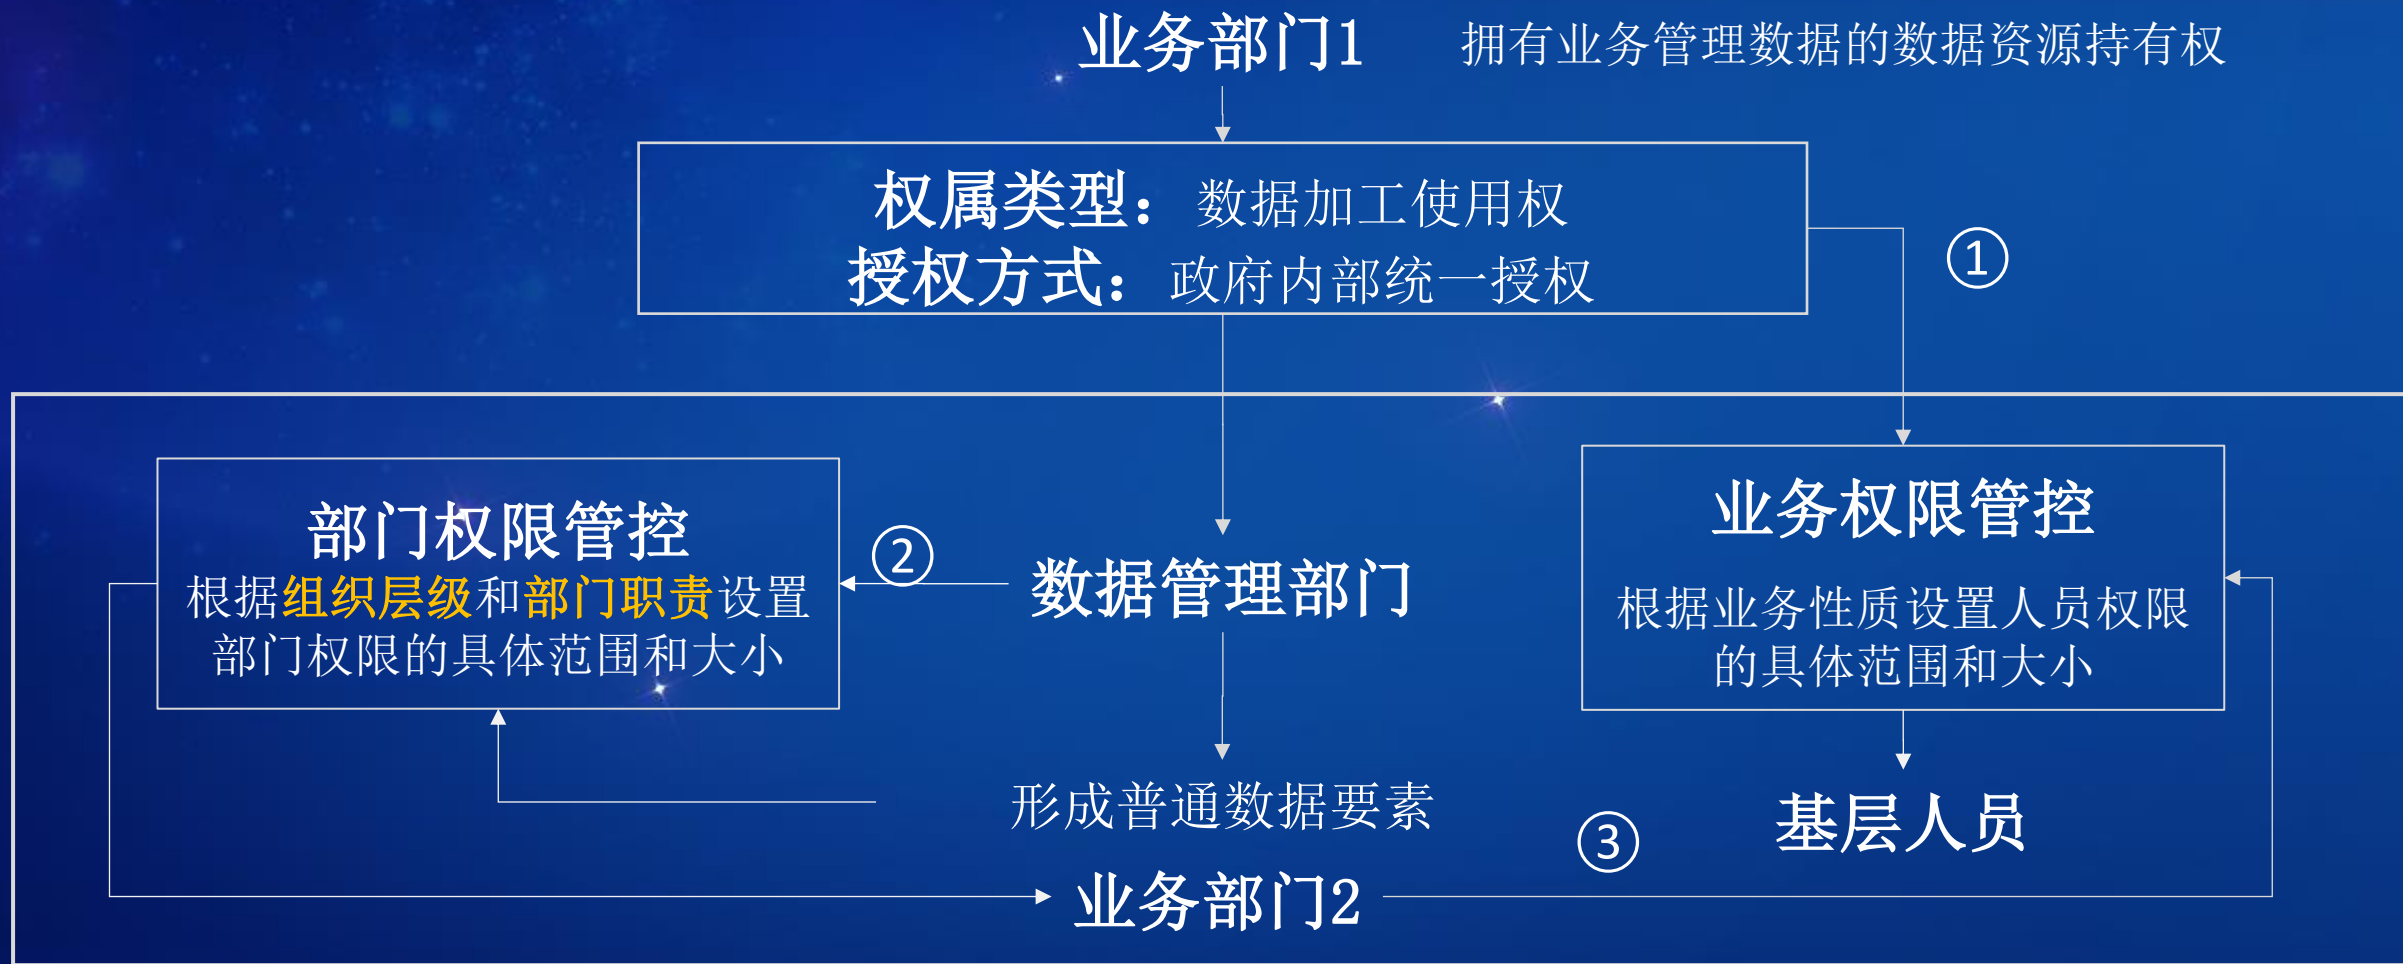 业务部门1
拥有业务管理数据的数据资源持有权
权属类型：数据加工使用权
授权方式：政府内部统一授权
①
部门权限管控
根据组织层级和部门职责设置
部门权限的具体范围和大小
②
数据管理部门
业务权限管控
根据业务性质设置人员权限
的具体范围和大小
形成普通数据要素
③
基层人员
业务部门2